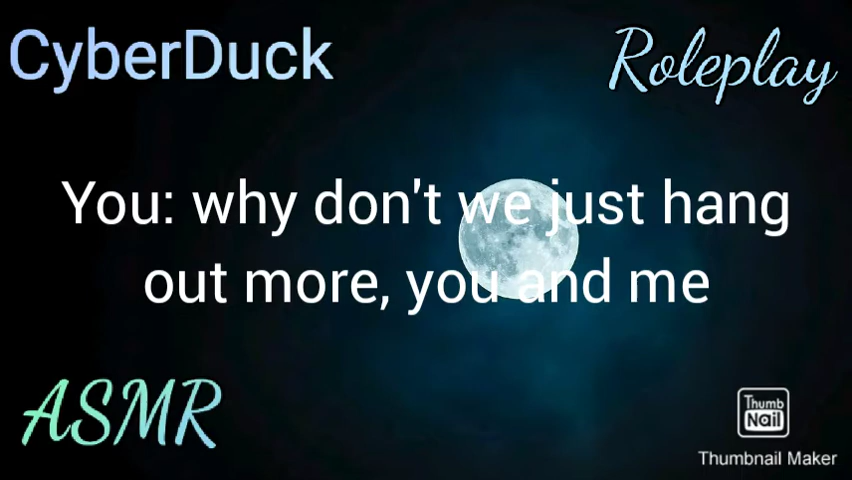 CyberDuck
Roleplay
You: why don't we just hang
out more, you and me
ASMR
Thumb
Nail
Thumbnail Maker